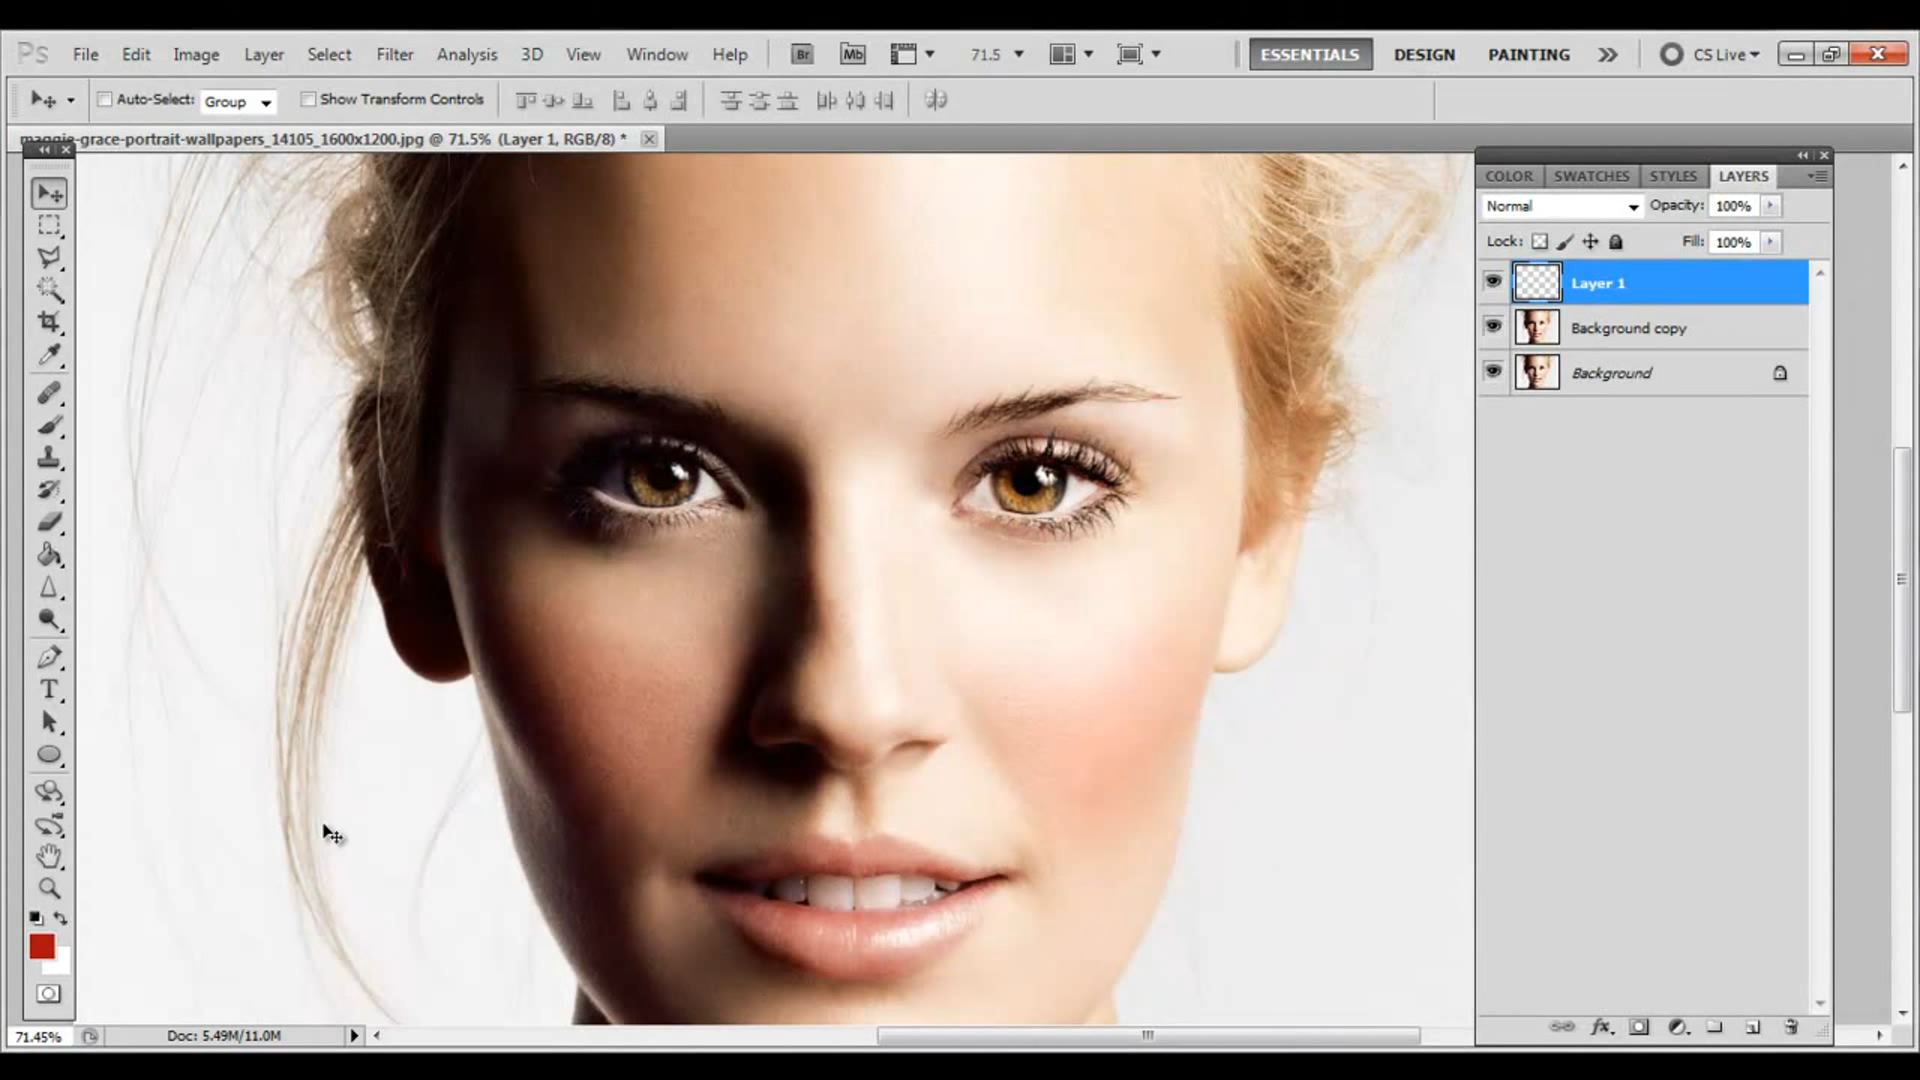 Ps File Edit Image Layer Select Filter Analysis 3D View Window Help Br Mb 71.5 ESSENTIALS DESIGN PAINTING CS Live
Auto-Select: Group Show Transform Controls
maggie-grace-portrait-wallpapers_14105_1600x1200.jpg @ 71.5% (Layer 1, RGB/8) *
COLOR SWATCHES STYLES LAYERS
Normal Opacity: 100%
Lock: Fill: 100%
Layer 1
Background copy
Background
T
71.45% Doc: 5.49M/11.0M
fx